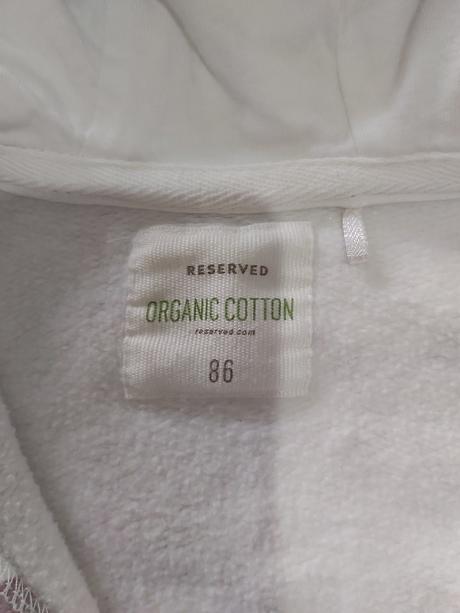 RESERVED
ORGANIC COTTON
reserved.com
86